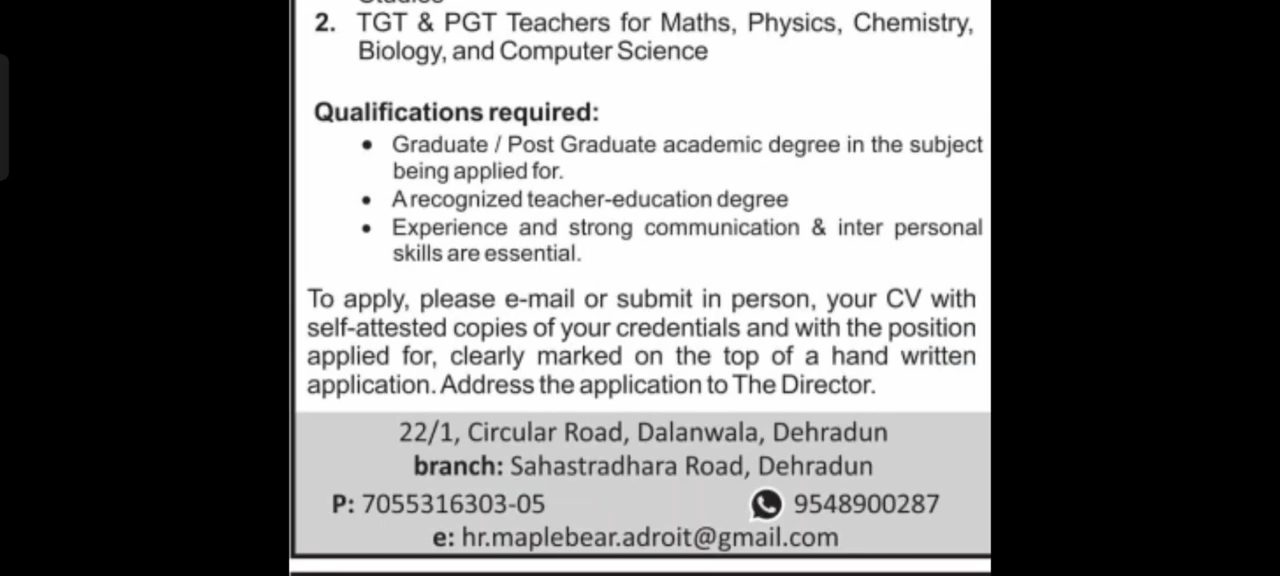 Studies
2. TGT & PGT Teachers for Maths, Physics, Chemistry,
Biology, and Computer Science
Qualifications required:
• Graduate / Post Graduate academic degree in the subject
being applied for.
• A recognized teacher-education degree
• Experience and strong communication & inter personal
skills are essential.
To apply, please e-mail or submit in person, your CV with
self-attested copies of your credentials and with the position
applied for, clearly marked on the top of a hand written
application. Address the application to The Director.
22/1, Circular Road, Dalanwala, Dehradun
branch: Sahastradhara Road, Dehradun
P: 7055316303-05 9548900287
e: hr.maplebear.adroit@gmail.com